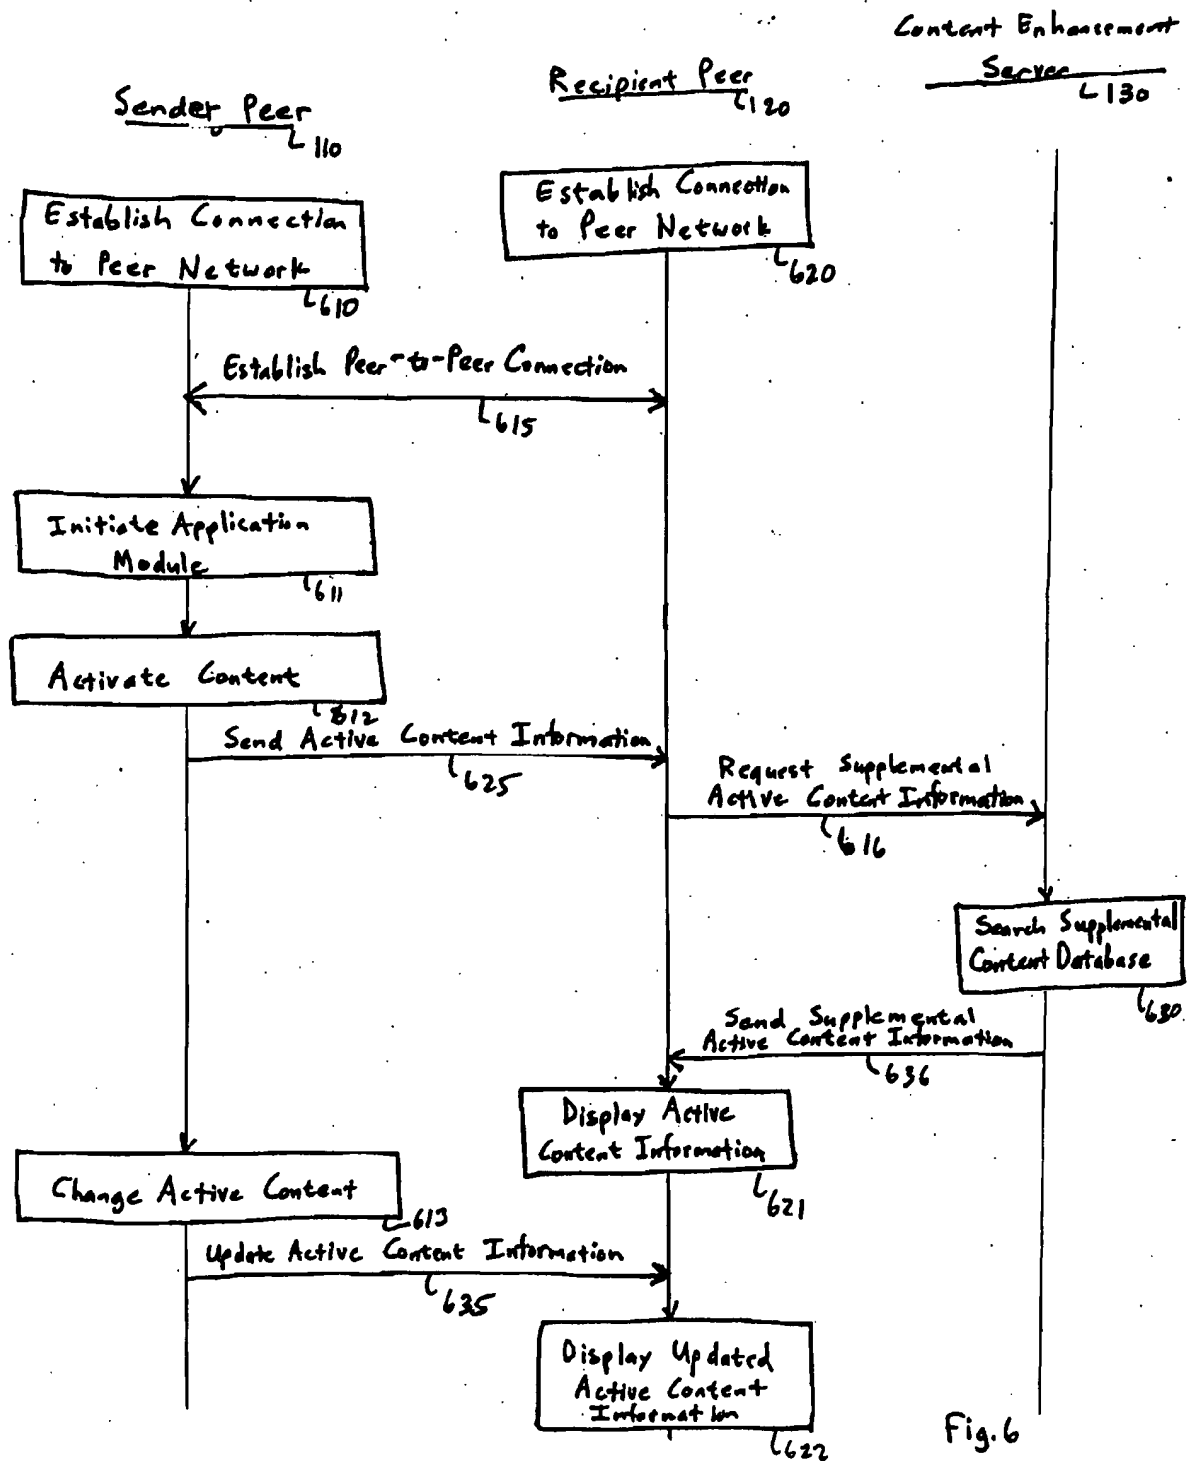 Content Enhancement
Server
130
Recipient Peer
120
Sender Peer
110
Establish Connection
to Peer Network
610
Establish Connection
to Peer Network
620
Establish Peer-to-Peer Connection
615
Initiate Application
Module
611
Activate Content
612
Send Active Content Information
625
Request Supplemental
Active Content Information
616
Search Supplemental
Content Database
630
Send Supplemental
Active Content Information
636
Display Active
Content Information
621
Change Active Content
613
Update Active Content Information
635
Display Updated
Active Content
Information
622
Fig. 6